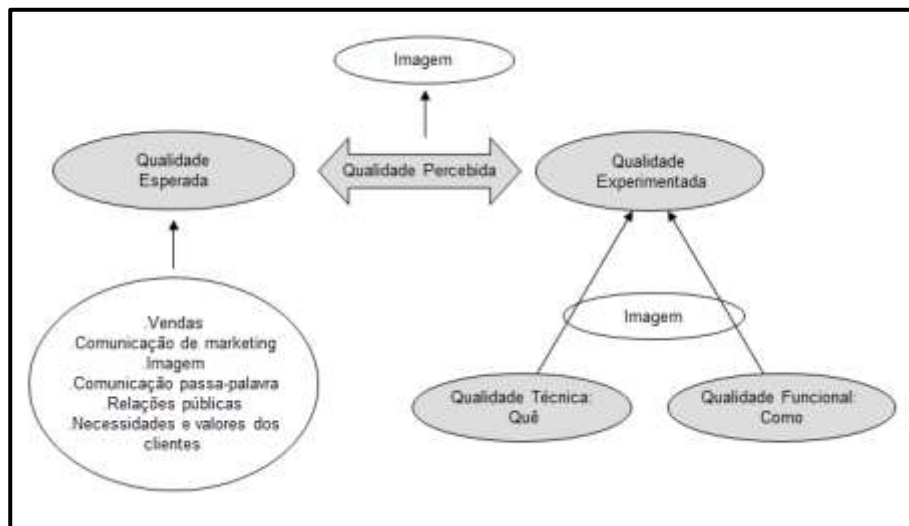 Imagem
Qualidade
Esperada
Qualidade Percebida
Qualidade
Experimentada
.Vendas
Comunicação de marketing
.Imagem
.Comunicação passa-palavra
.Relações públicas
.Necessidades e valores dos
clientes
Imagem
Qualidade Técnica:
Quê
Qualidade Funcional:
Como